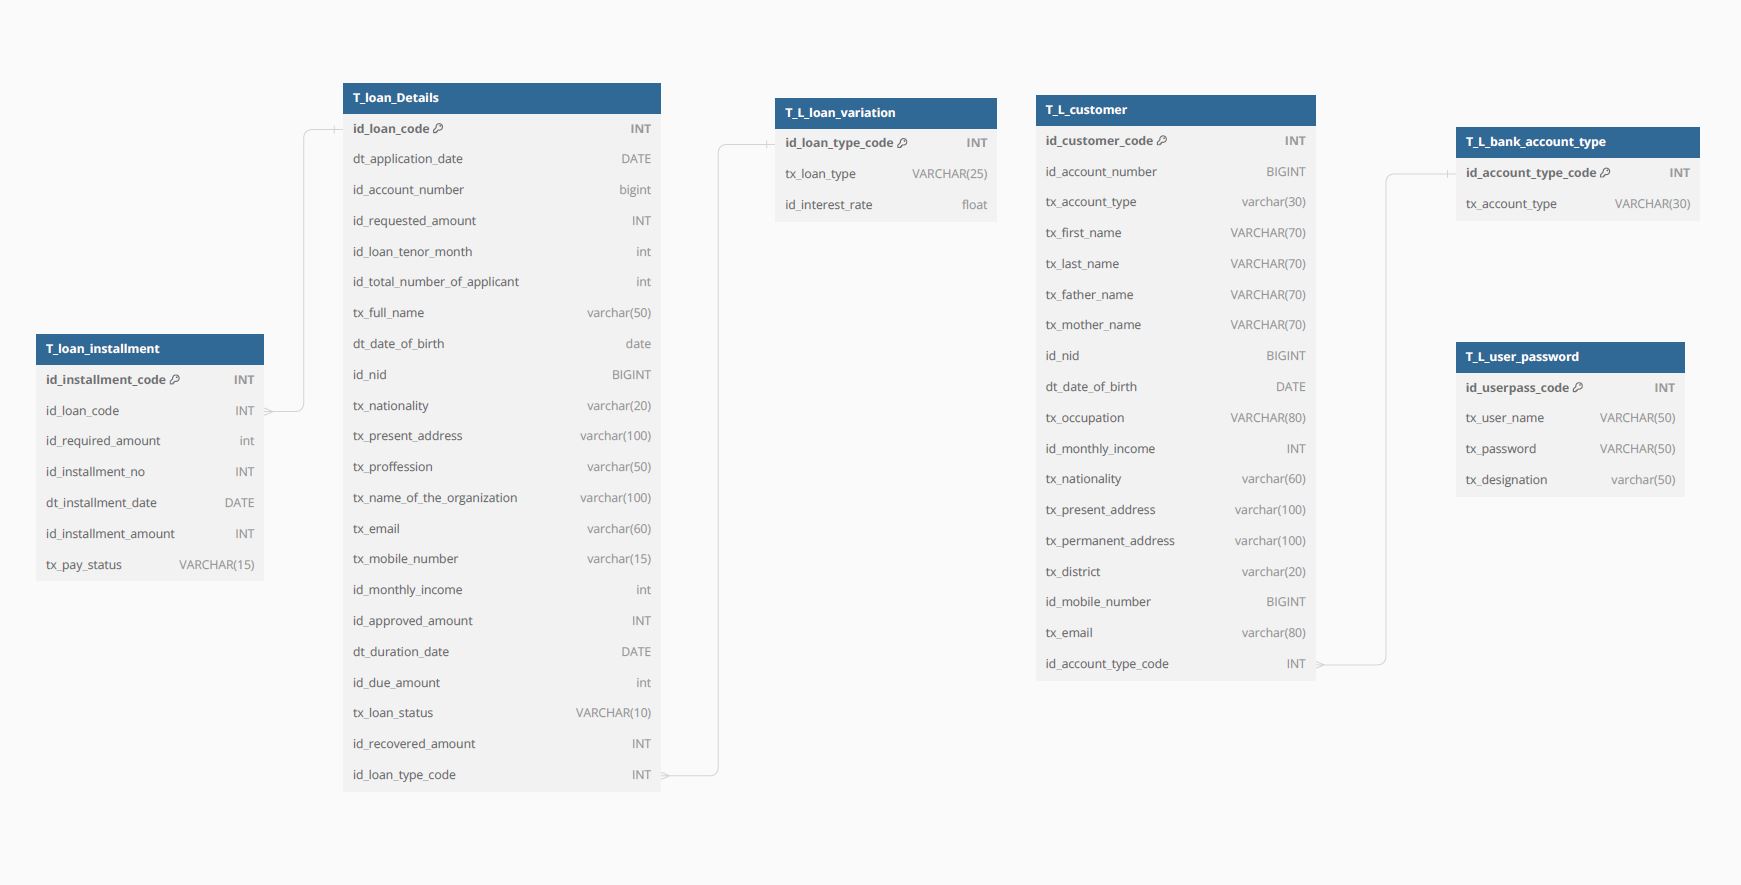 T_loan_Details
id_loan_code INT
dt_application_date DATE
id_account_number bigint
id_requested_amount INT
id_loan_tenor_month int
id_total_number_of_applicant int
tx_full_name varchar(50)
dt_date_of_birth date
id_nid BIGINT
tx_nationality varchar(20)
tx_present_address varchar(100)
tx_proffession varchar(50)
tx_name_of_the_organization varchar(100)
tx_email varchar(60)
tx_mobile_number varchar(15)
id_monthly_income int
id_approved_amount INT
dt_duration_date DATE
id_due_amount int
tx_loan_status VARCHAR(10)
id_recovered_amount INT
id_loan_type_code INT
T_L_loan_variation
id_loan_type_code INT
tx_loan_type VARCHAR(25)
id_interest_rate float
T_L_customer
id_customer_code INT
id_account_number BIGINT
tx_account_type varchar(30)
tx_first_name VARCHAR(70)
tx_last_name VARCHAR(70)
tx_father_name VARCHAR(70)
tx_mother_name VARCHAR(70)
id_nid BIGINT
dt_date_of_birth DATE
tx_occupation VARCHAR(80)
id_monthly_income INT
tx_nationality varchar(60)
tx_present_address varchar(100)
tx_permanent_address varchar(100)
tx_district varchar(20)
id_mobile_number BIGINT
tx_email varchar(80)
id_account_type_code INT
T_L_bank_account_type
id_account_type_code INT
tx_account_type VARCHAR(30)
T_loan_installment
id_installment_code INT
id_loan_code INT
id_required_amount int
id_installment_no INT
dt_installment_date DATE
id_installment_amount INT
tx_pay_status VARCHAR(15)
T_L_user_password
id_userpass_code INT
tx_user_name VARCHAR(50)
tx_password VARCHAR(50)
tx_designation varchar(50)